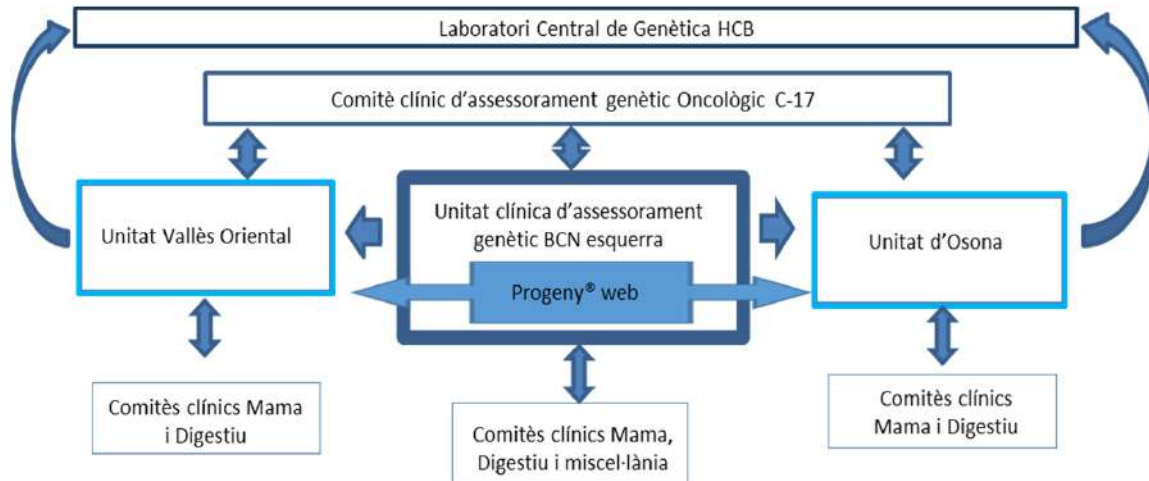 Laboratori Central de Genètica HCB
Comitè clínic d'assessorament genètic Oncològic C-17
Unitat Vallès Oriental
Unitat clínica d'assessorament
genètic BCN esquerra
Progeny® web
Unitat d'Osona
Comitès clínics Mama
i Digestiu
Comitès clínics Mama,
Digestiu i miscel·lània
Comitès clínics
Mama i Digestiu